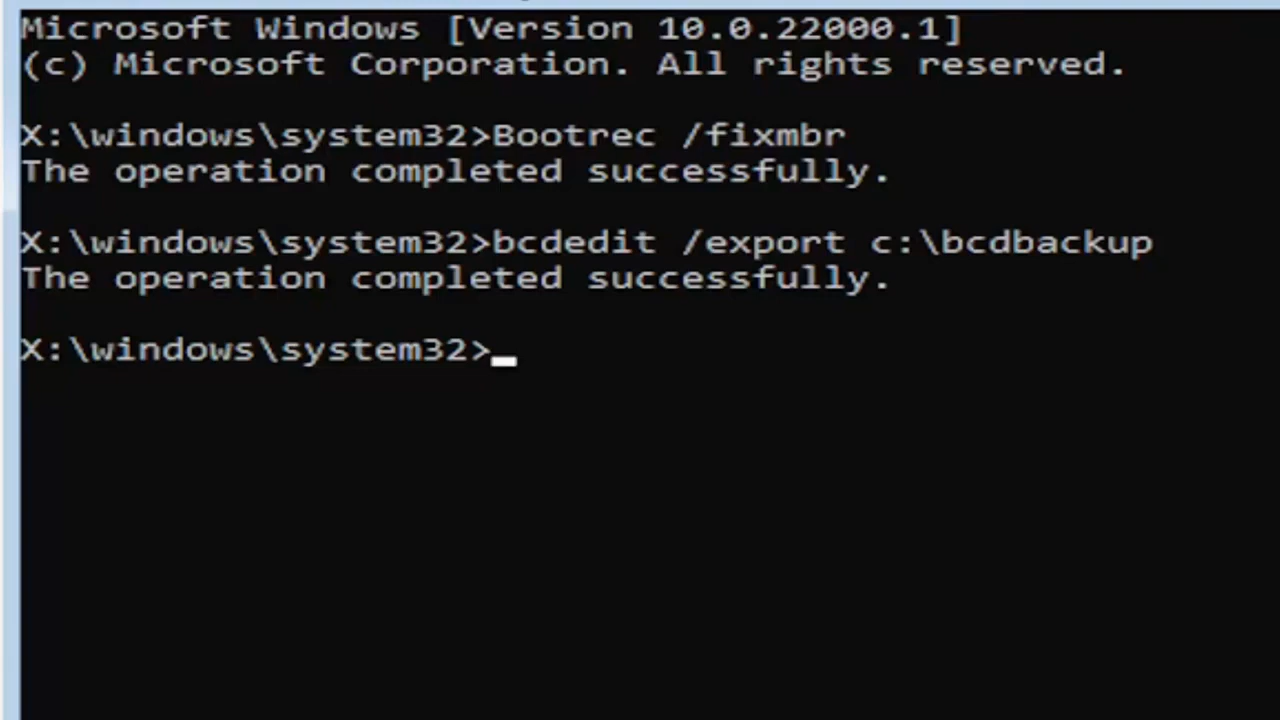 Microsoft Windows [Version 10.0.22000.1]
(c) Microsoft Corporation. All rights reserved.
X:\windows\system32>Bootrec /fixmbr
The operation completed successfully.
X:\windows\system32>bcdedit /export c:\bcdbackup
The operation completed successfully.
X:\windows\system32>